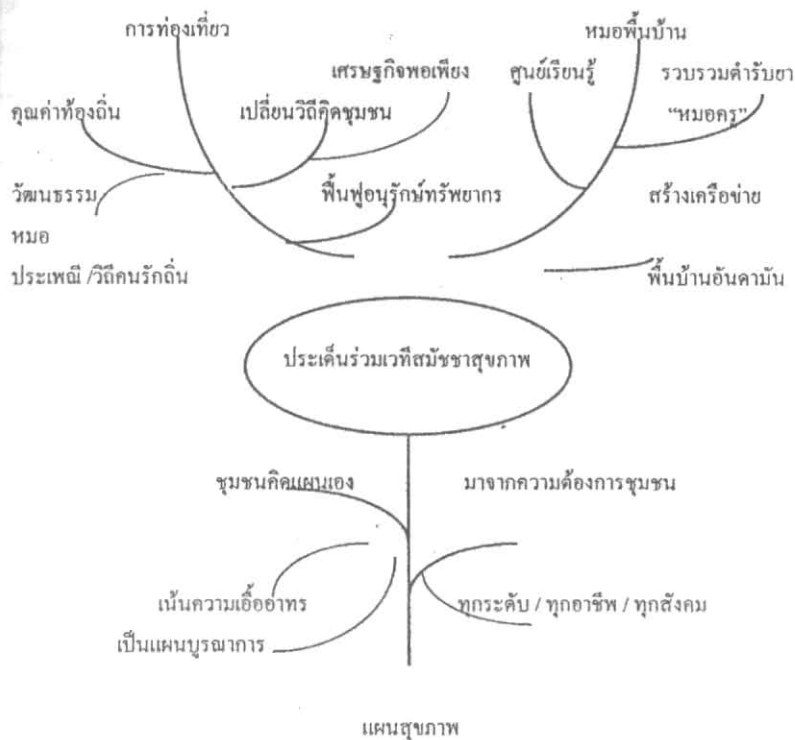 การท่องเที่ยว
หมอพื้นบ้าน
เศรษฐกิจพอเพียง
ศูนย์เรียนรู้
รวบรวมตำรับยา
คุณค่าท้องถิ่น
เปลี่ยนวิถีคิดชุมชน
“หมอครู”
วัฒนธรรม
ฟื้นฟูอนุรักษ์ทรัพยากร
สร้างเครือข่าย
หมอ
ประเพณี /วิถีคนรักถิ่น
พื้นบ้านอันดามัน
ประเด็นร่วมเวทีสมัชชาสุขภาพ
ชุมชนคิดแผนเอง
มาจากความต้องการชุมชน
เน้นความเอื้ออาทร
ทุกระดับ / ทุกอาชีพ / ทุกสังคม
เป็นแผนบูรณาการ
แผนสุขภาพ